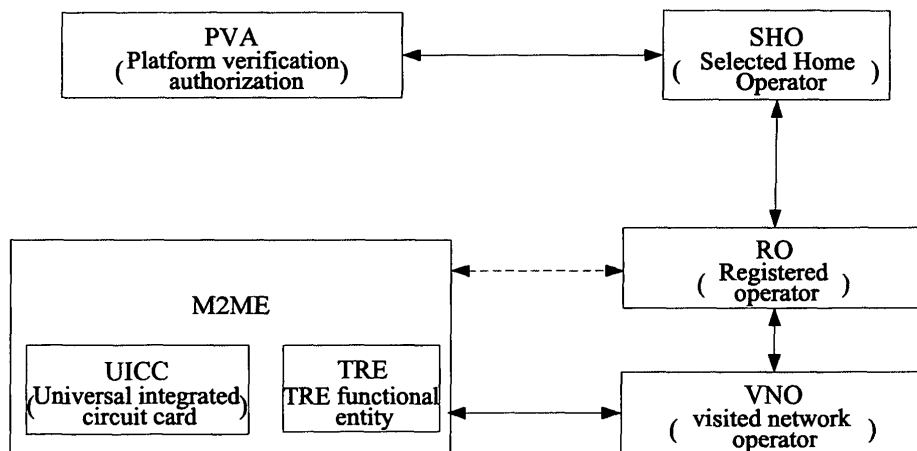 PVA
( Platform verification )
authorization
SHO
( Selected Home )
Operator
RO
( Registered )
operator
M2ME
UICC
(Universal integrated)
circuit card
TRE
TRE functional
entity
VNO
( visited network )
operator